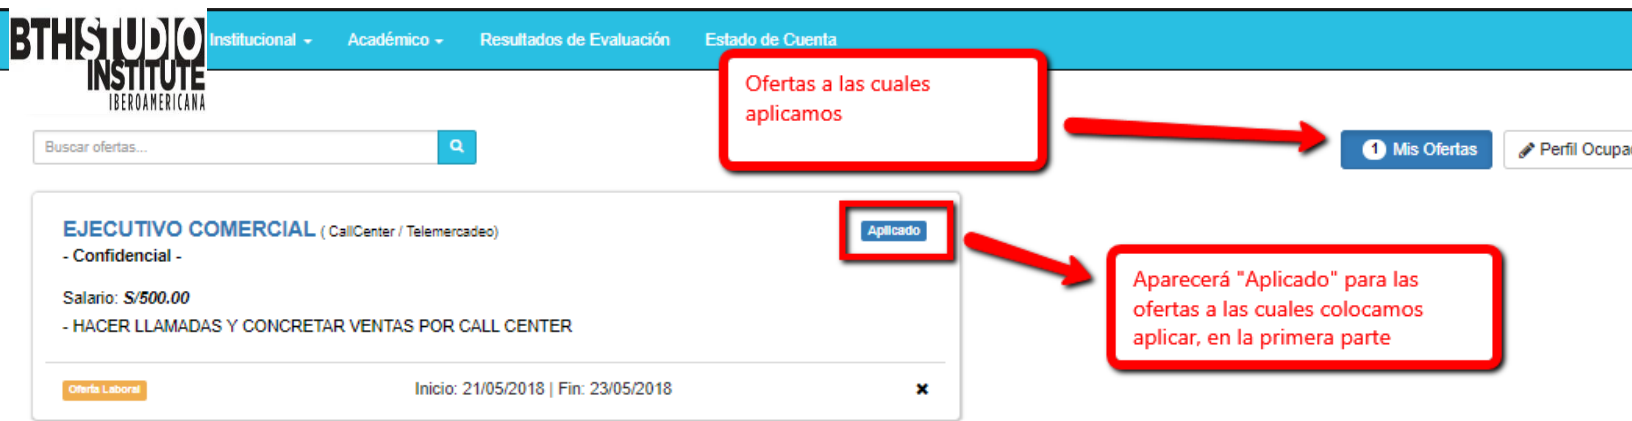 BTHSTUDIO
INSTITUTE
IBEROAMERICANA
Institucional
Académico
Resultados de Evaluación
Estado de Cuenta
Ofertas a las cuales
aplicamos
Buscar ofertas...
1 Mis Ofertas
Perfil Ocupa
EJECUTIVO COMERCIAL ( CallCenter / Telemercadeo)
Aplicado
- Confidencial -
Salario: S/500.00
- HACER LLAMADAS Y CONCRETAR VENTAS POR CALL CENTER
Aparecerá "Aplicado" para las
ofertas a las cuales colocamos
aplicar, en la primera parte
Oferta Laboral
Inicio: 21/05/2018 | Fin: 23/05/2018